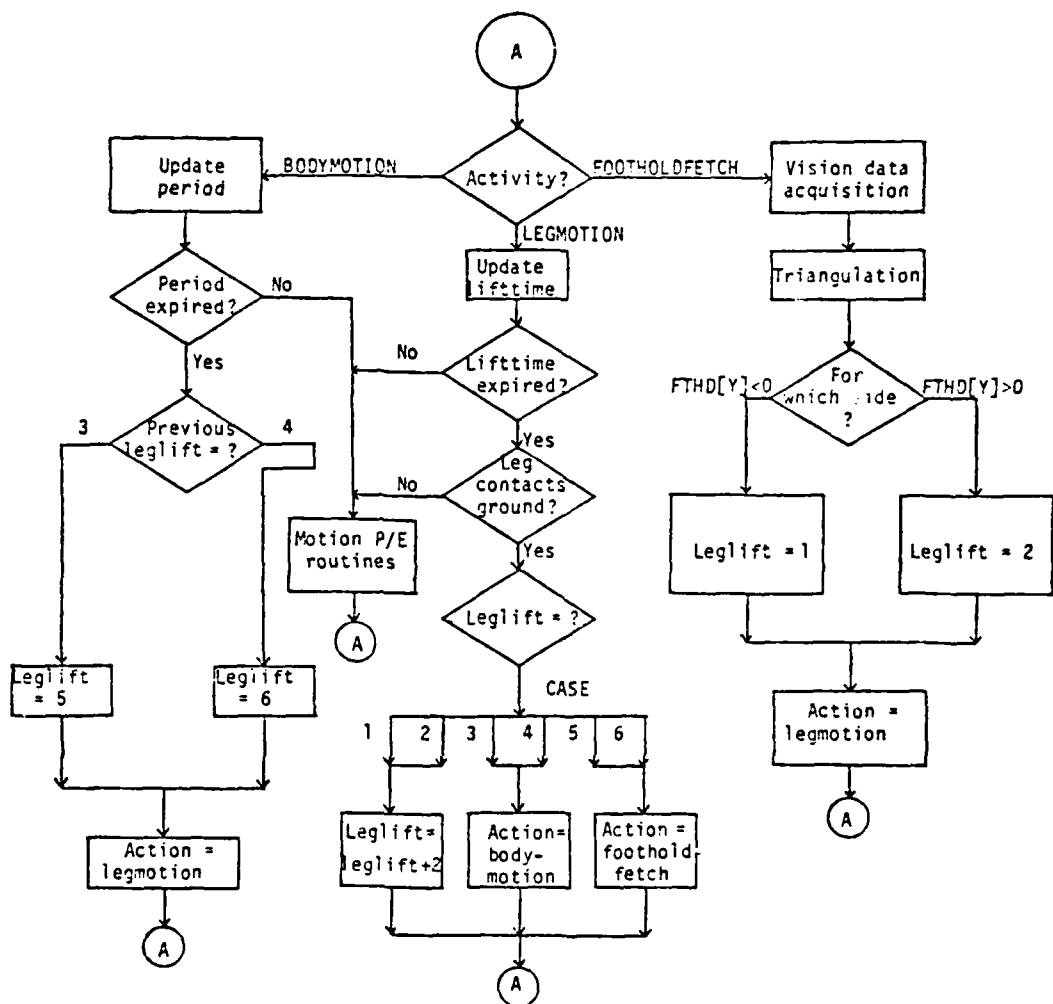 A
Activity?
BODYMOTION
FOOTHOLDFETCH
LEGMOTION
Update
period
Period
expired?
No
Yes
Previous
leglift = ?
3
4
Leglift
= 5
Leglift
= 6
Action =
legmotion
A
Update
lifttime
Lifttime
expired?
No
Yes
Leg
contacts
ground?
No
Yes
Motion P/E
routines
A
Leglift = ?
CASE
1
2
3
4
5
6
Leglift=
leglift+2
Action=
body-
motion
Action =
foothold-
fetch
A
Vision data
acquisition
Triangulation
For
which
?
FTHD[Y]<0
FTHD[Y]>0
Leglift = 1
Leglift = 2
Action =
legmotion
A